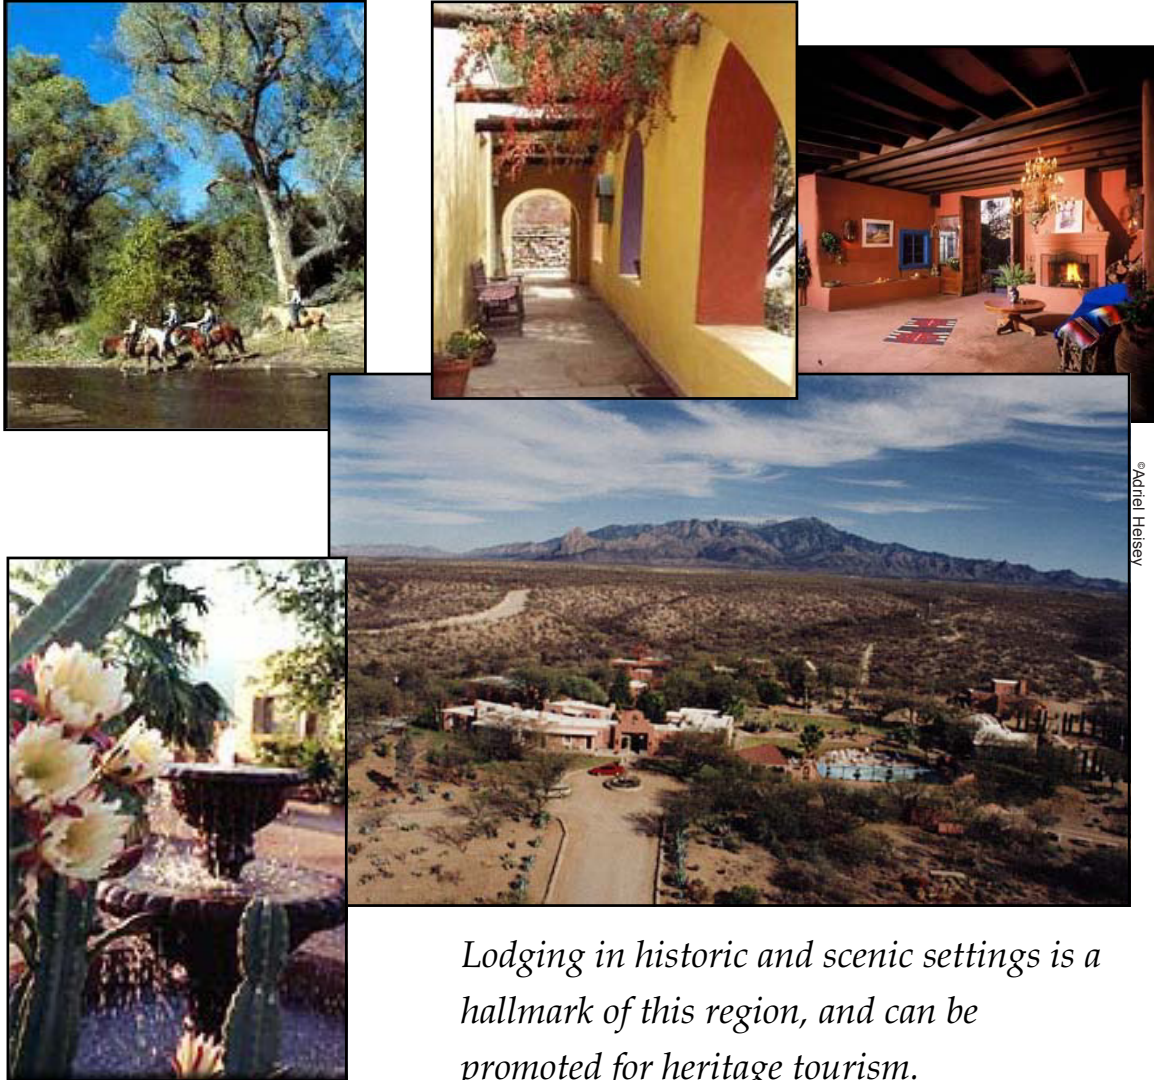 ©Adriel Heisey
Lodging in historic and scenic settings is a
hallmark of this region, and can be
promoted for heritage tourism.